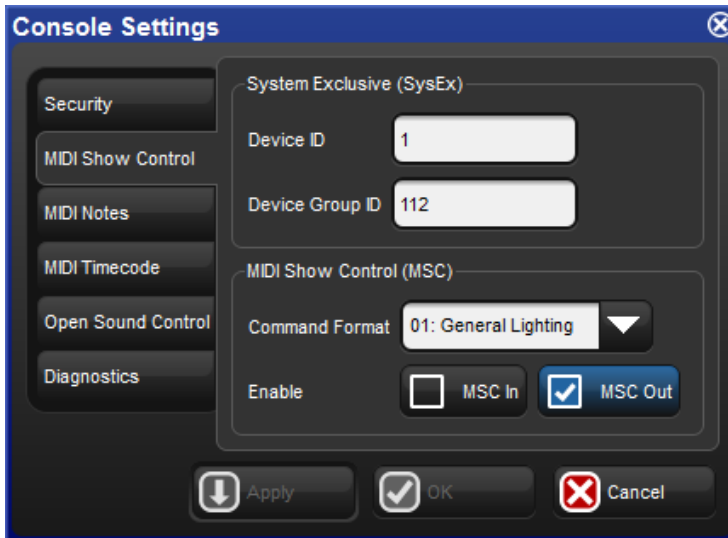 Console Settings
Security
MIDI Show Control
MIDI Notes
MIDI Timecode
Open Sound Control
Diagnostics
System Exclusive (SysEx)
Device ID 1
Device Group ID 112
MIDI Show Control (MSC)
Command Format 01: General Lighting
Enable MSC In MSC Out
Apply OK Cancel